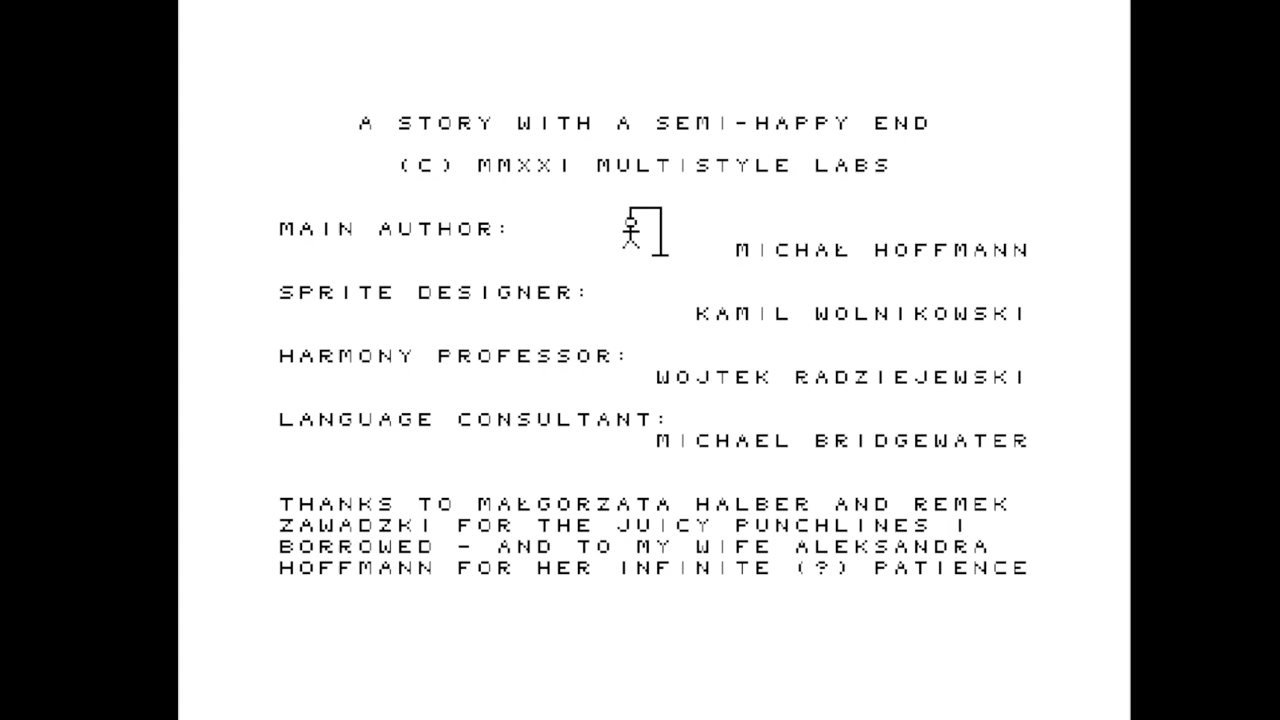 A STORY WITH A SEMI-HAPPY END
(C) MMXXI MULTISTYLE LABS
MAIN AUTHOR:
MICHAŁ HOFFMANN
SPRITE DESIGNER:
KAMIL WOLNIKOWSKI
HARMONY PROFESSOR:
WOJTEK RADZIEJEWSKI
LANGUAGE CONSULTANT:
MICHAEL BRIDGEWATER
THANKS TO MAŁGORZATA HALBER AND REMEK
ZAWADZKI FOR THE JUICY PUNCHLINES I
BORROWED - AND TO MY WIFE ALEKSANDRA
HOFFMANN FOR HER INFINITE (?) PATIENCE